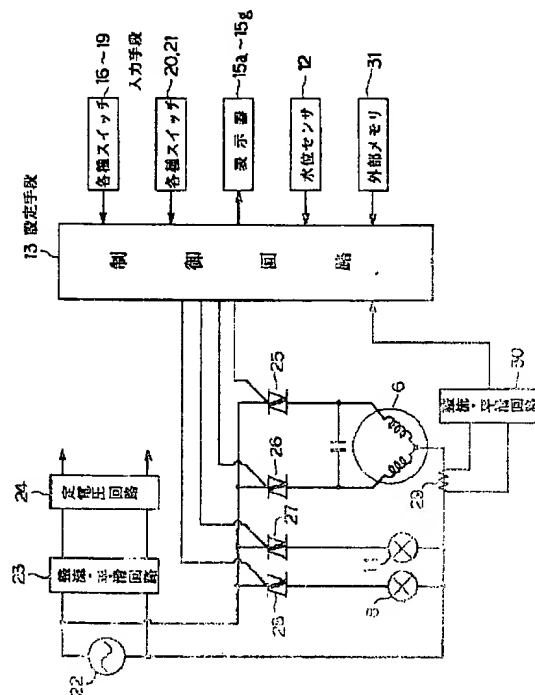 13 設定手段
制御回路
各種スイッチ 16~19
入力手段
各種スイッチ 20,21
表示器 15a~15g
水位センサ 12
外部メモリ 31
24 定電圧回路
23 整流・平滑回路
22
25
26
27
28
6
11
8
29
整流・平滑回路 30